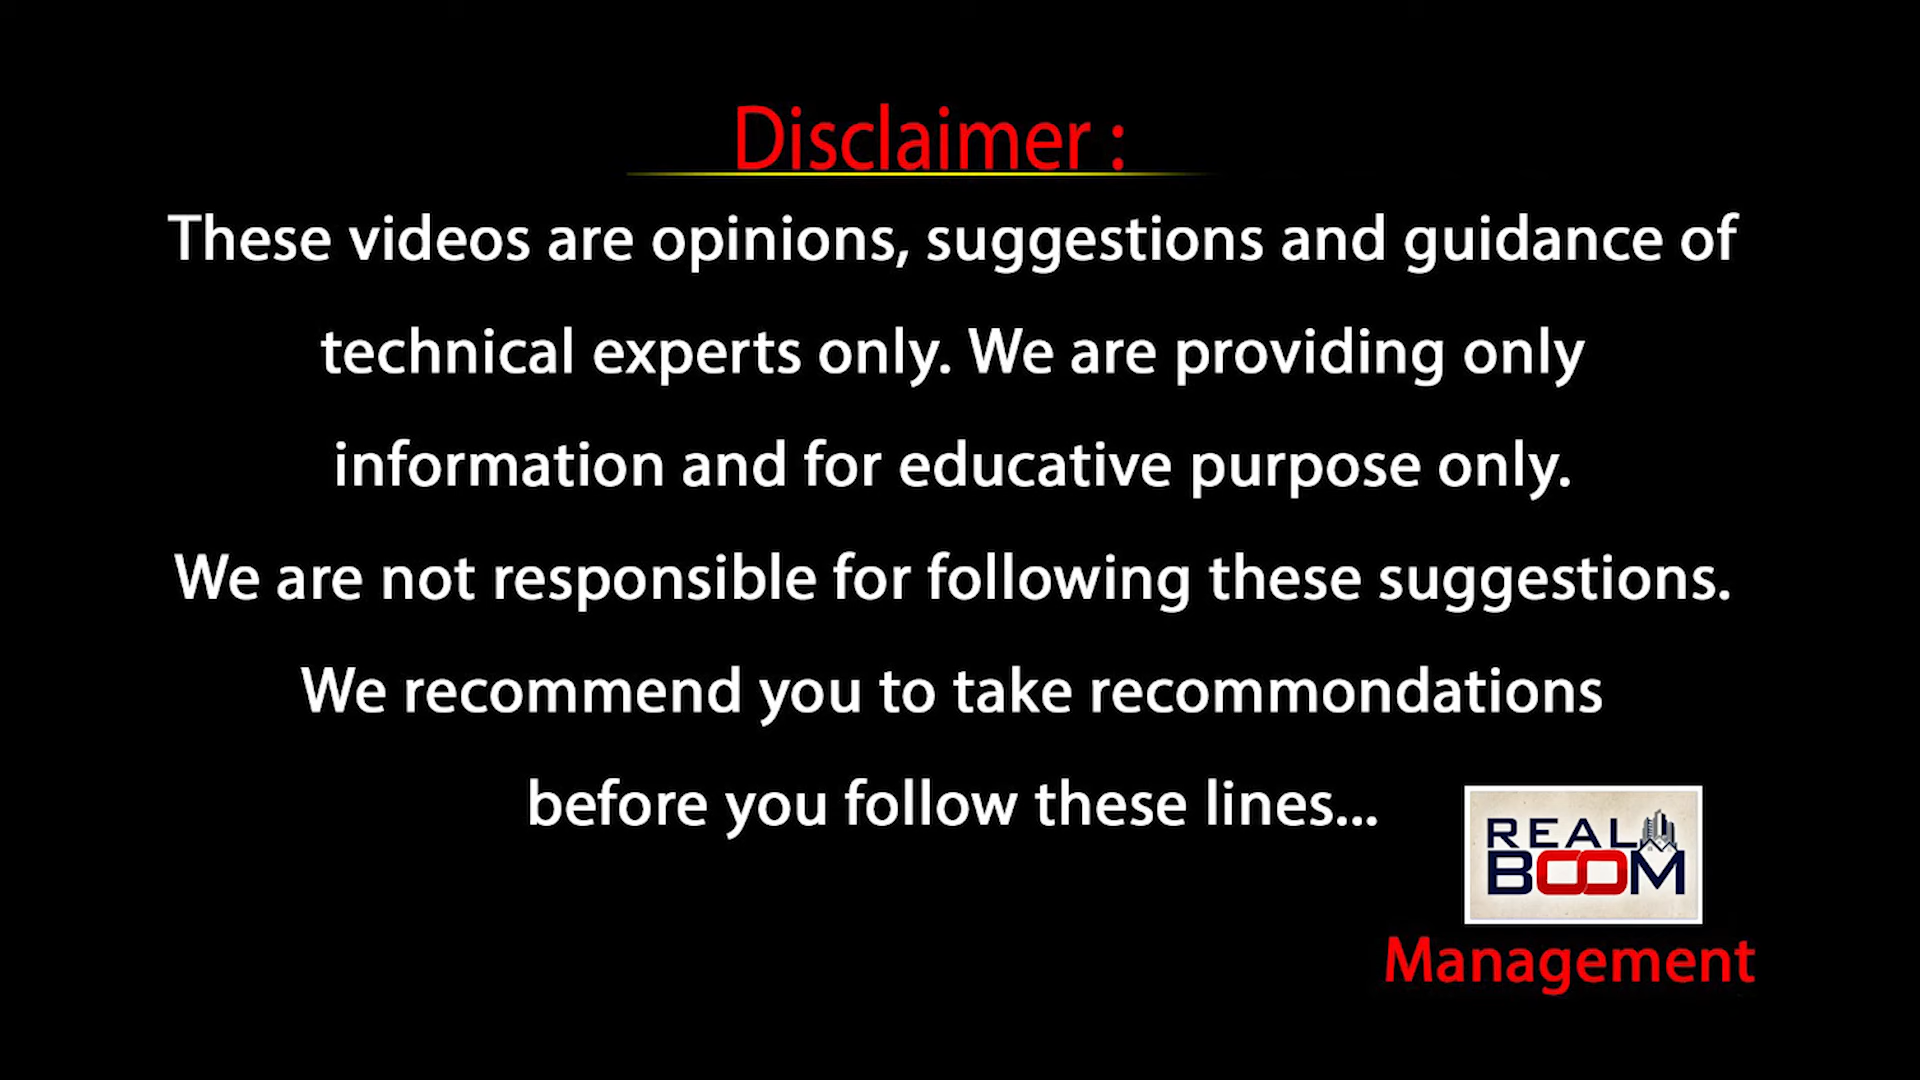 Disclaimer :
These videos are opinions, suggestions and guidance of
technical experts only. We are providing only
information and for educative purpose only.
We are not responsible for following these suggestions.
We recommend you to take recommondations
before you follow these lines...
REAL
BOOM
Management